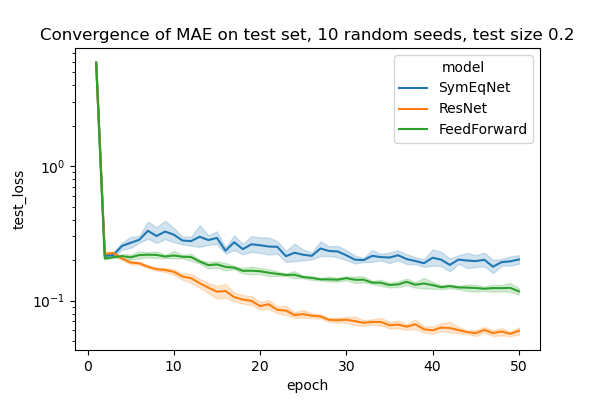 Convergence of MAE on test set, 10 random seeds, test size 0.2
model
SymEqNet
ResNet
FeedForward
test_loss
10⁰
10⁻¹
0 10 20 30 40 50
epoch